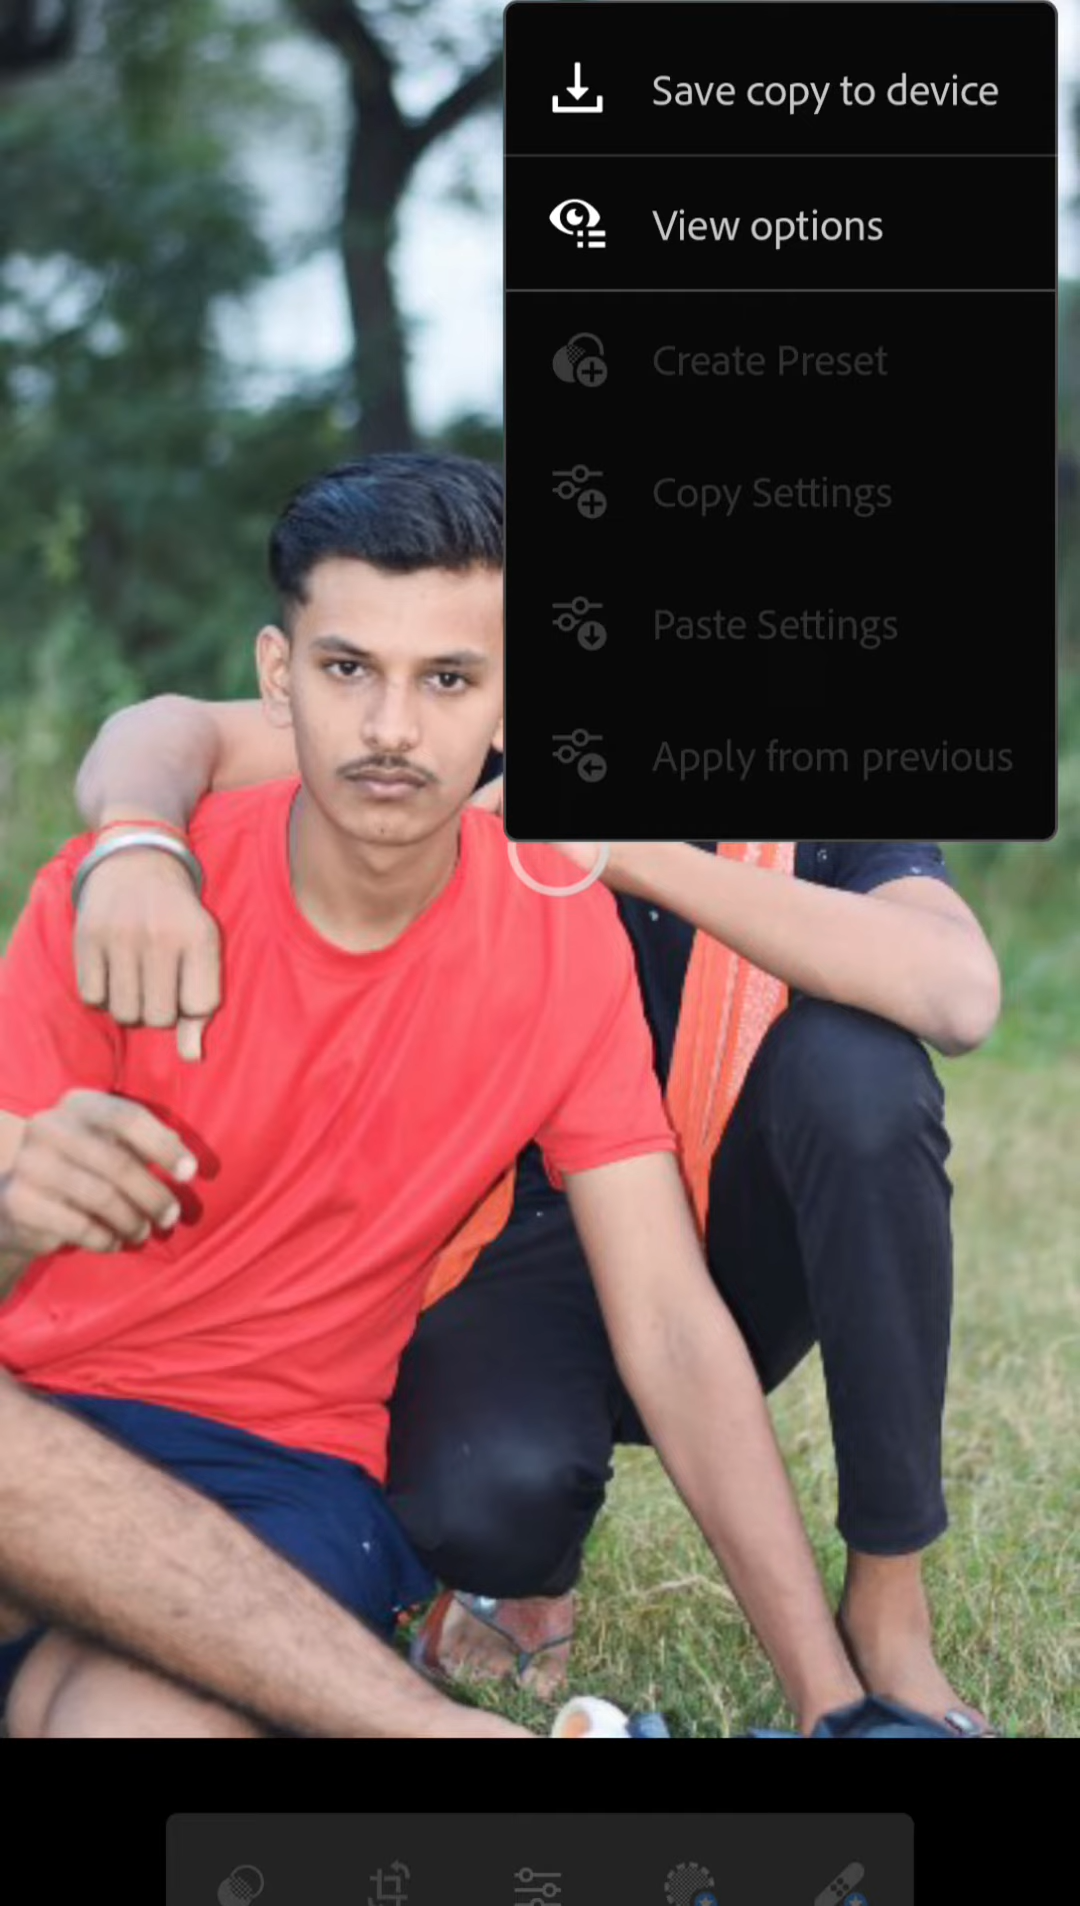 Save copy to device
View options
Create Preset
Copy Settings
Paste Settings
Apply from previous